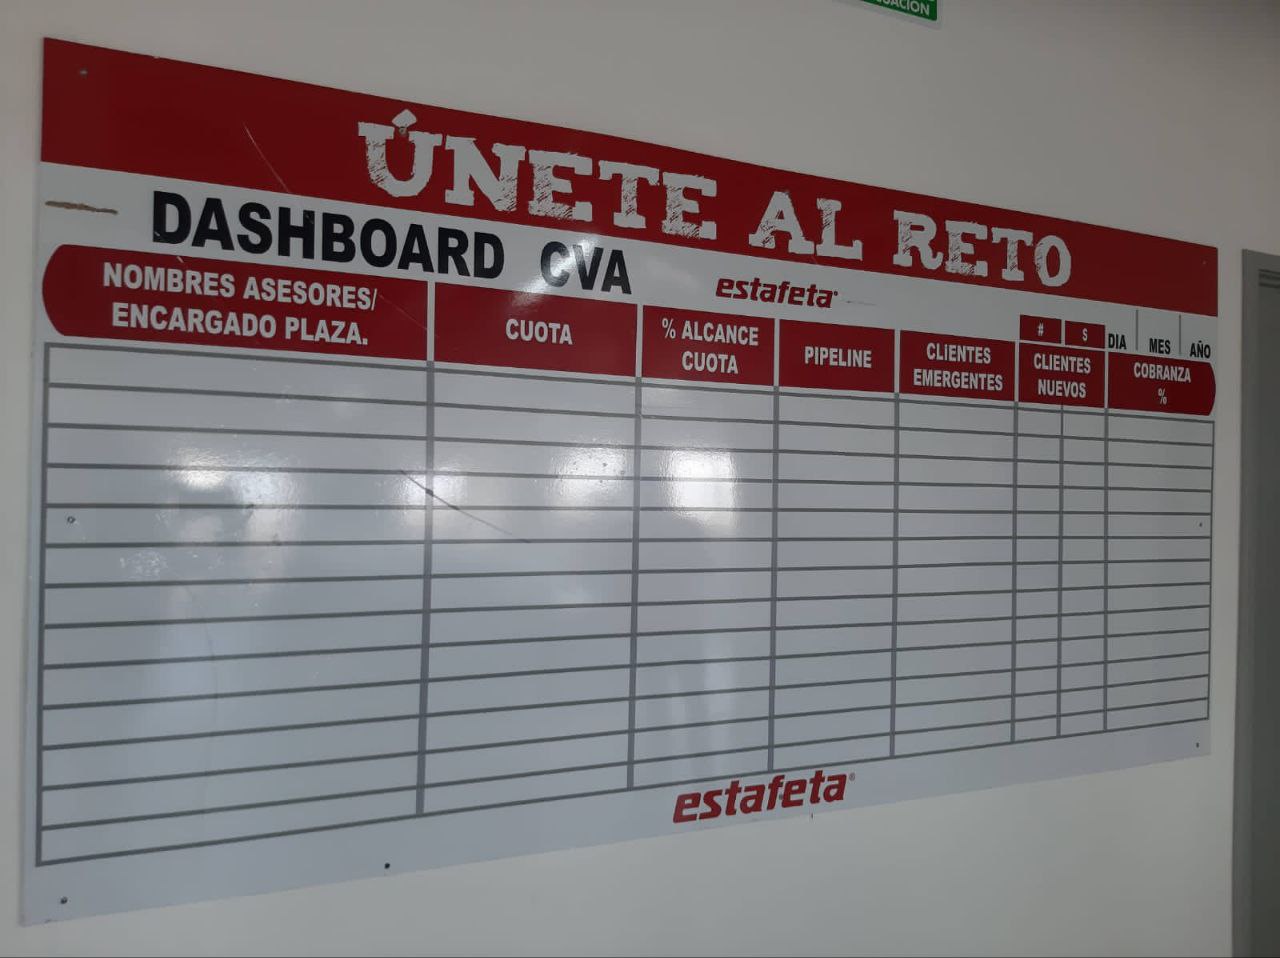 ÚNETE AL RETO
DASHBOARD CVA
estafeta
NOMBRES ASESORES/
ENCARGADO PLAZA.
CUOTA
% ALCANCE
CUOTA
PIPELINE
CLiENTES
EMERGENTES
# $
CLIENTES
NUEVOS
DIA MES AÑO
COBRANZA
%
estafeta